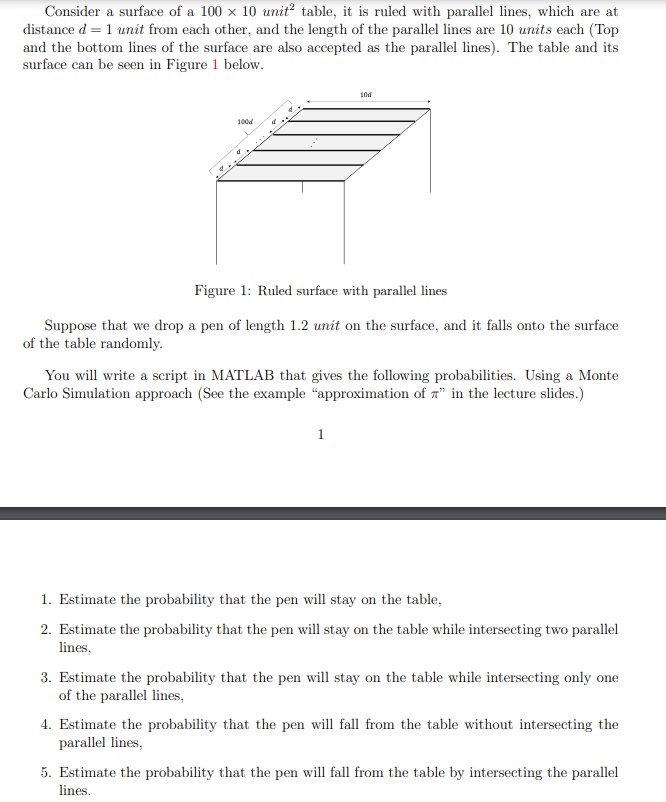 Consider a surface of a 100 × 10 unit² table, it is ruled with parallel lines, which are at
distance d = 1 unit from each other, and the length of the parallel lines are 10 units each (Top
and the bottom lines of the surface are also accepted as the parallel lines). The table and its
surface can be seen in Figure 1 below.
10d
d
100d
d
d
d
Figure 1: Ruled surface with parallel lines
Suppose that we drop a pen of length 1.2 unit on the surface, and it falls onto the surface
of the table randomly.
You will write a script in MATLAB that gives the following probabilities. Using a Monte
Carlo Simulation approach (See the example “approximation of π” in the lecture slides.)
1
1. Estimate the probability that the pen will stay on the table,
2. Estimate the probability that the pen will stay on the table while intersecting two parallel
lines,
3. Estimate the probability that the pen will stay on the table while intersecting only one
of the parallel lines,
4. Estimate the probability that the pen will fall from the table without intersecting the
parallel lines,
5. Estimate the probability that the pen will fall from the table by intersecting the parallel
lines.